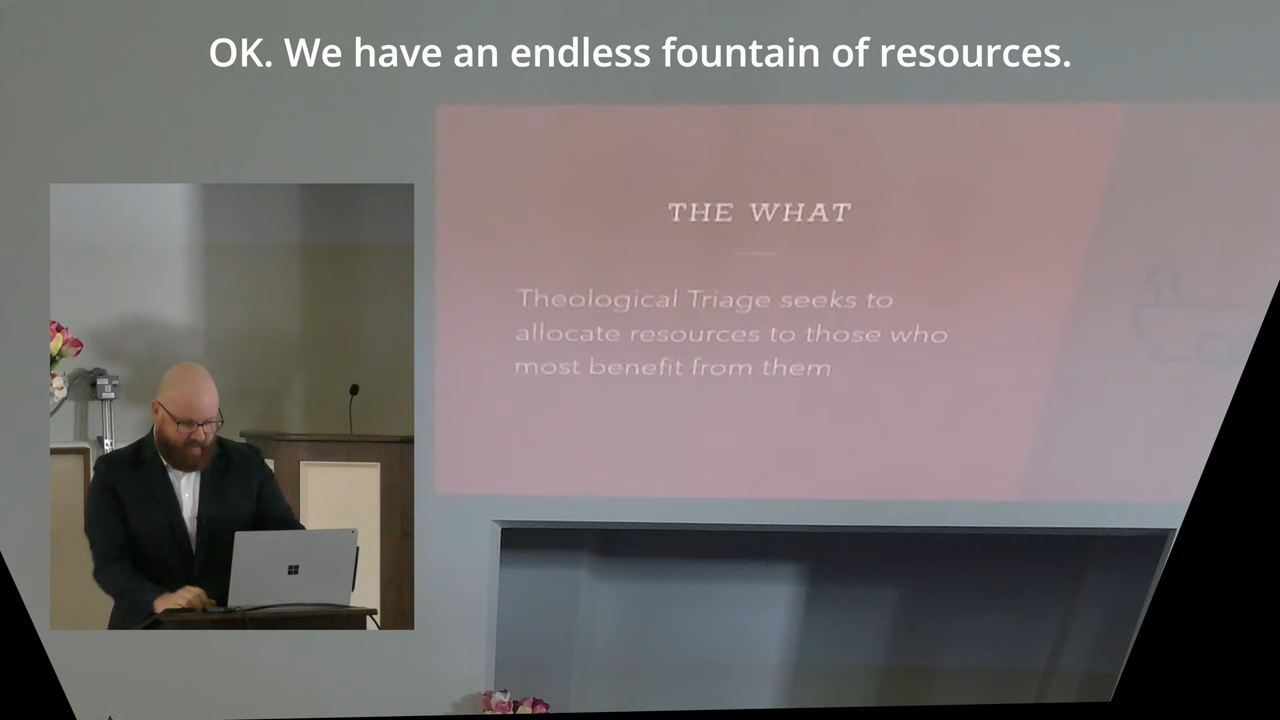 OK. We have an endless fountain of resources.
THE WHAT
Theological Triage seeks to
allocate resources to those who
most benefit from them